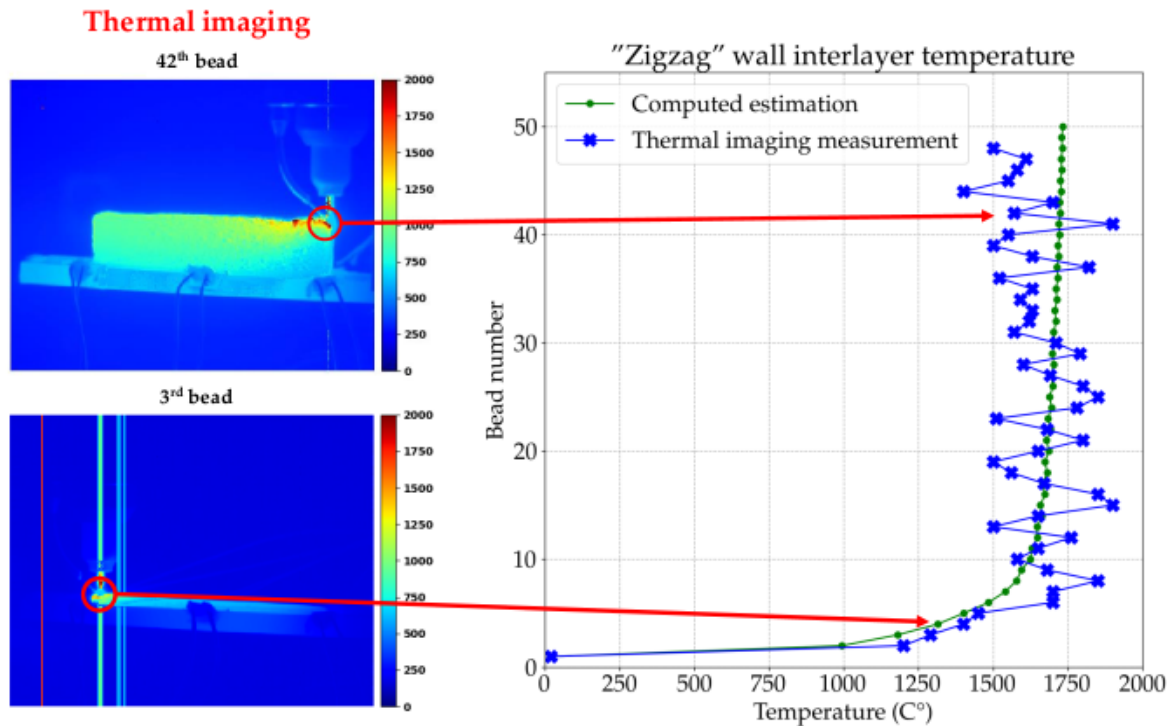 Thermal imaging
42th bead
2000
1750
1500
1250
1000
750
500
250
0
3rd bead
2000
1750
1500
1250
1000
750
500
250
0
"Zigzag" wall interlayer temperature
Computed estimation
Thermal imaging measurement
Bead number
50
40
30
20
10
0
0 250 500 750 1000 1250 1500 1750 2000
Temperature (C°)